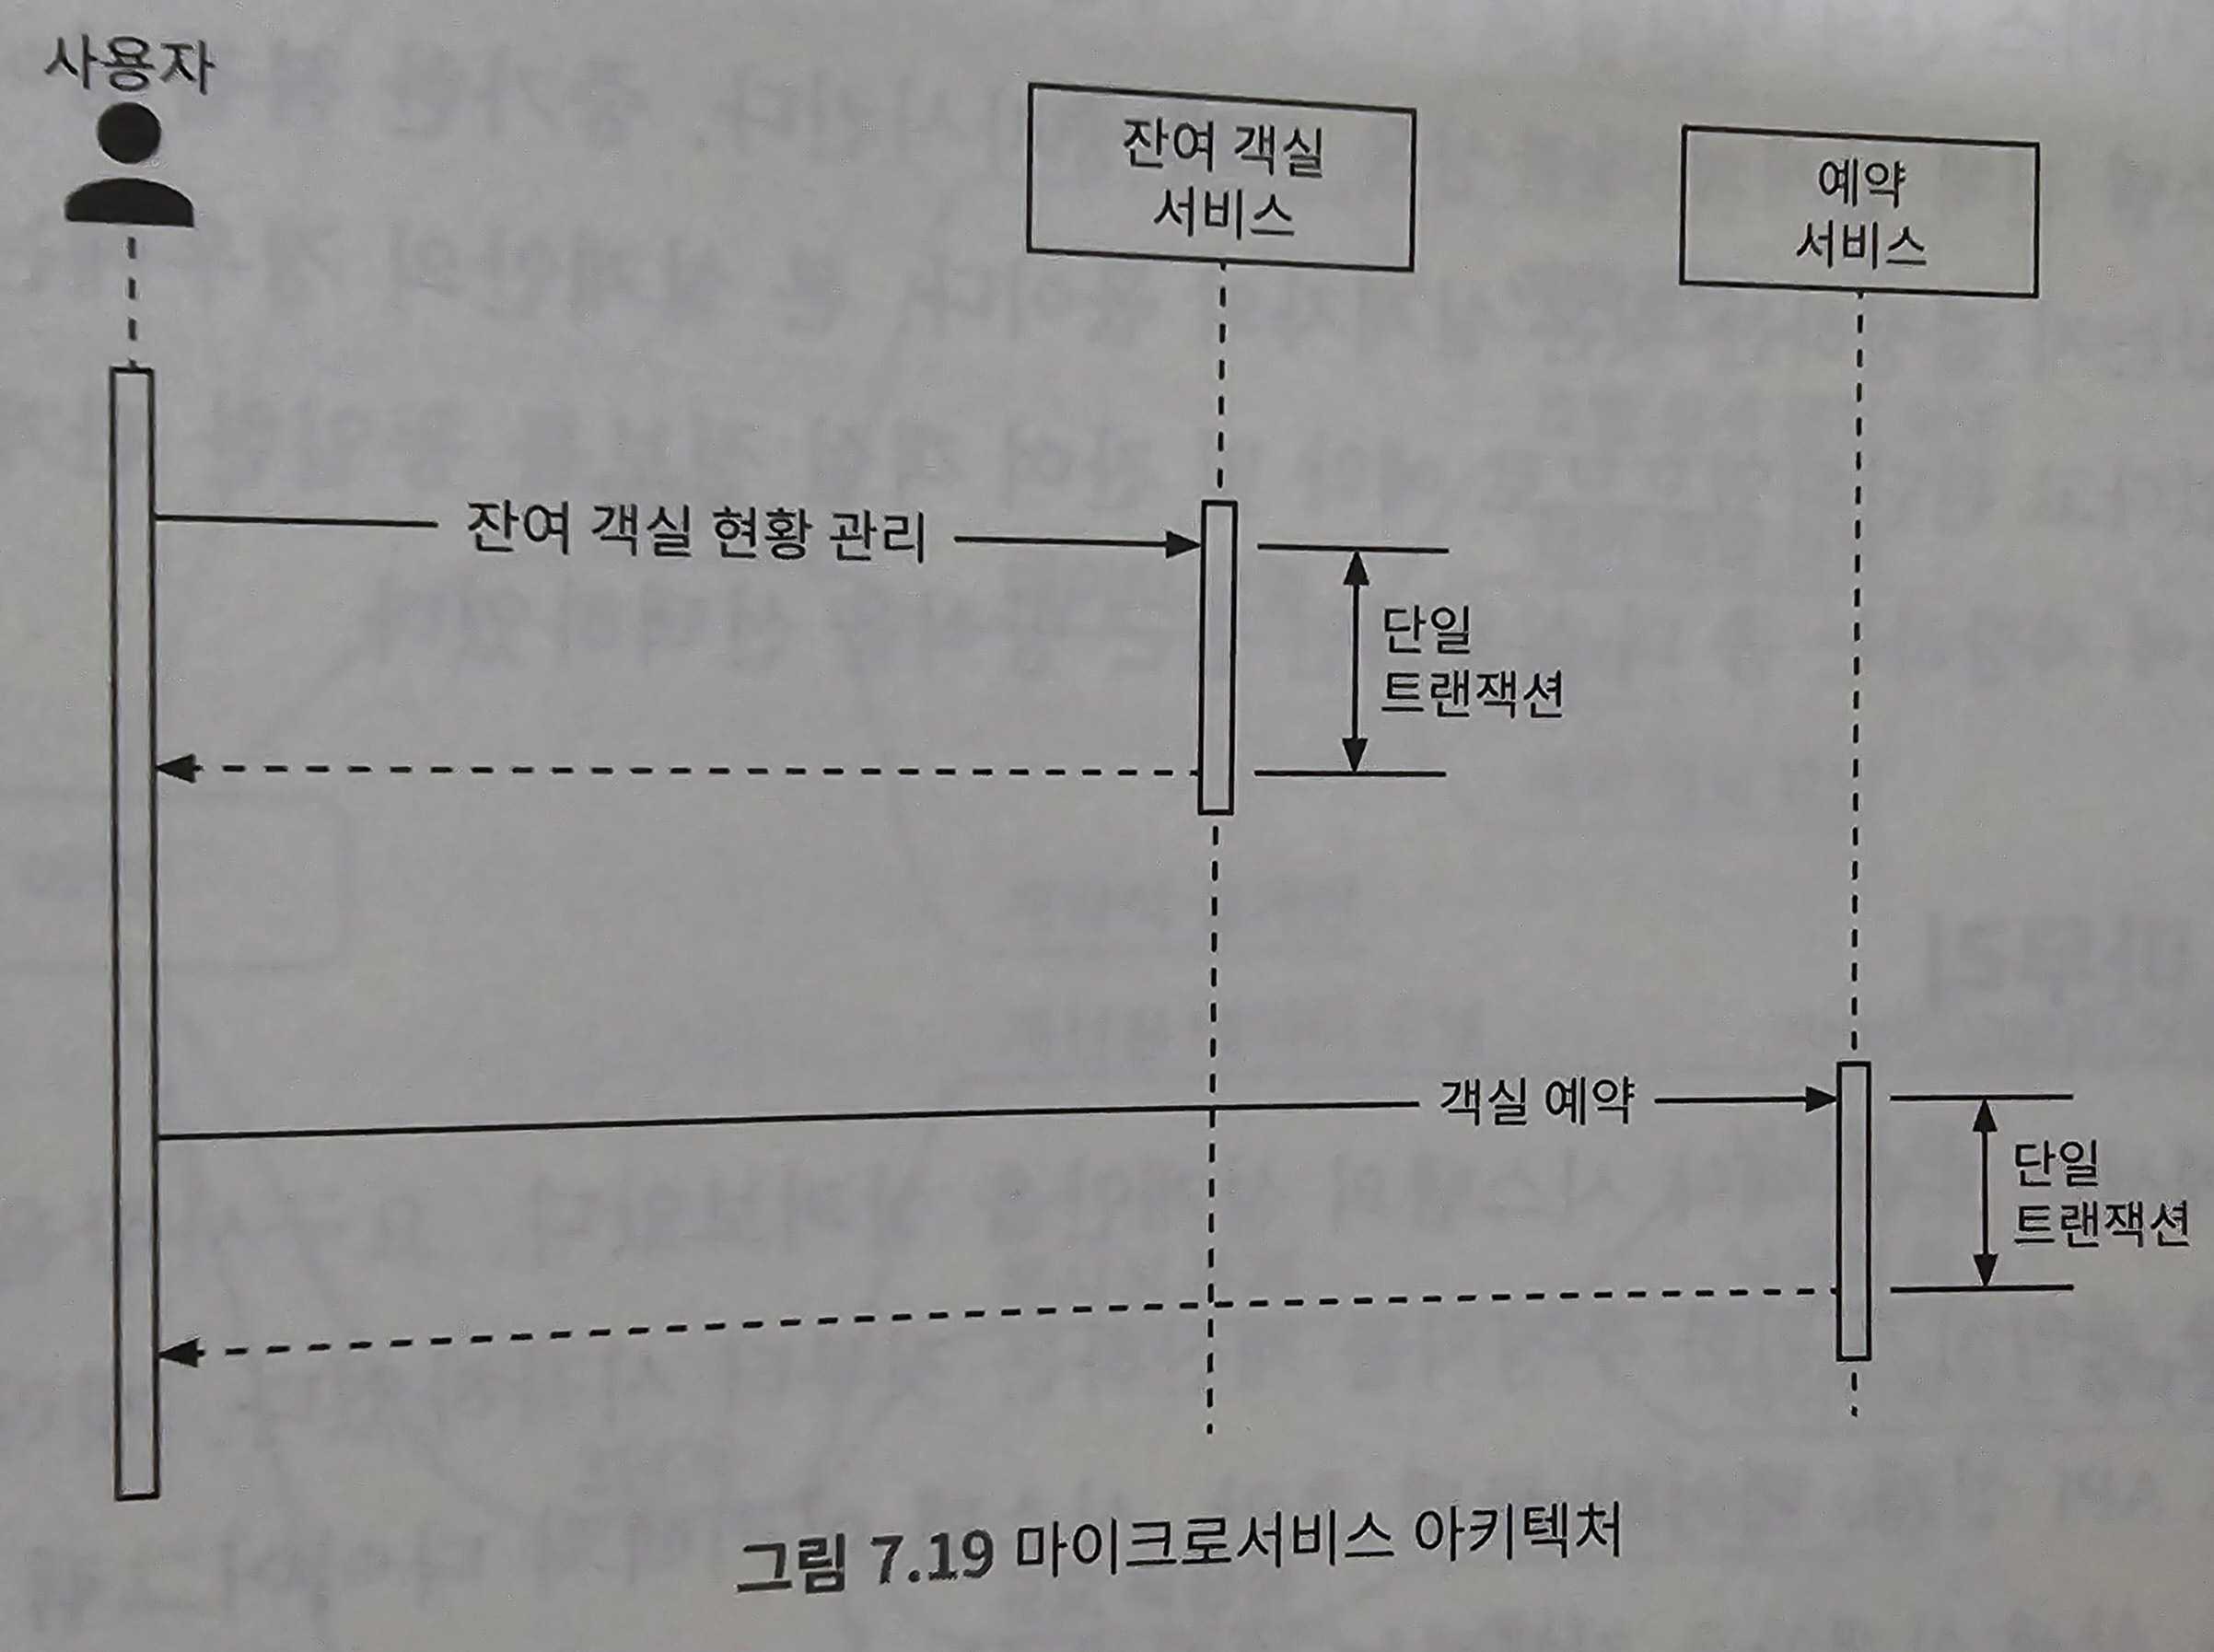 사용자
잔여 객실
서비스
예약
서비스
잔여 객실 현황 관리
단일
트랜잭션
객실 예약
단일
트랜잭션
그림 7.19 마이크로서비스 아키텍처